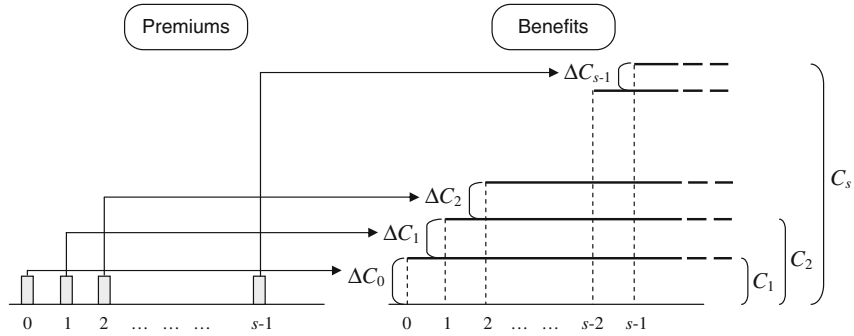 Premiums
Benefits
ΔC_{s-1}
C_s
ΔC_2
ΔC_1
C_2
ΔC_0
C_1
0 1 2 ... ... ... s-1
0 1 2 ... ... s-2 s-1